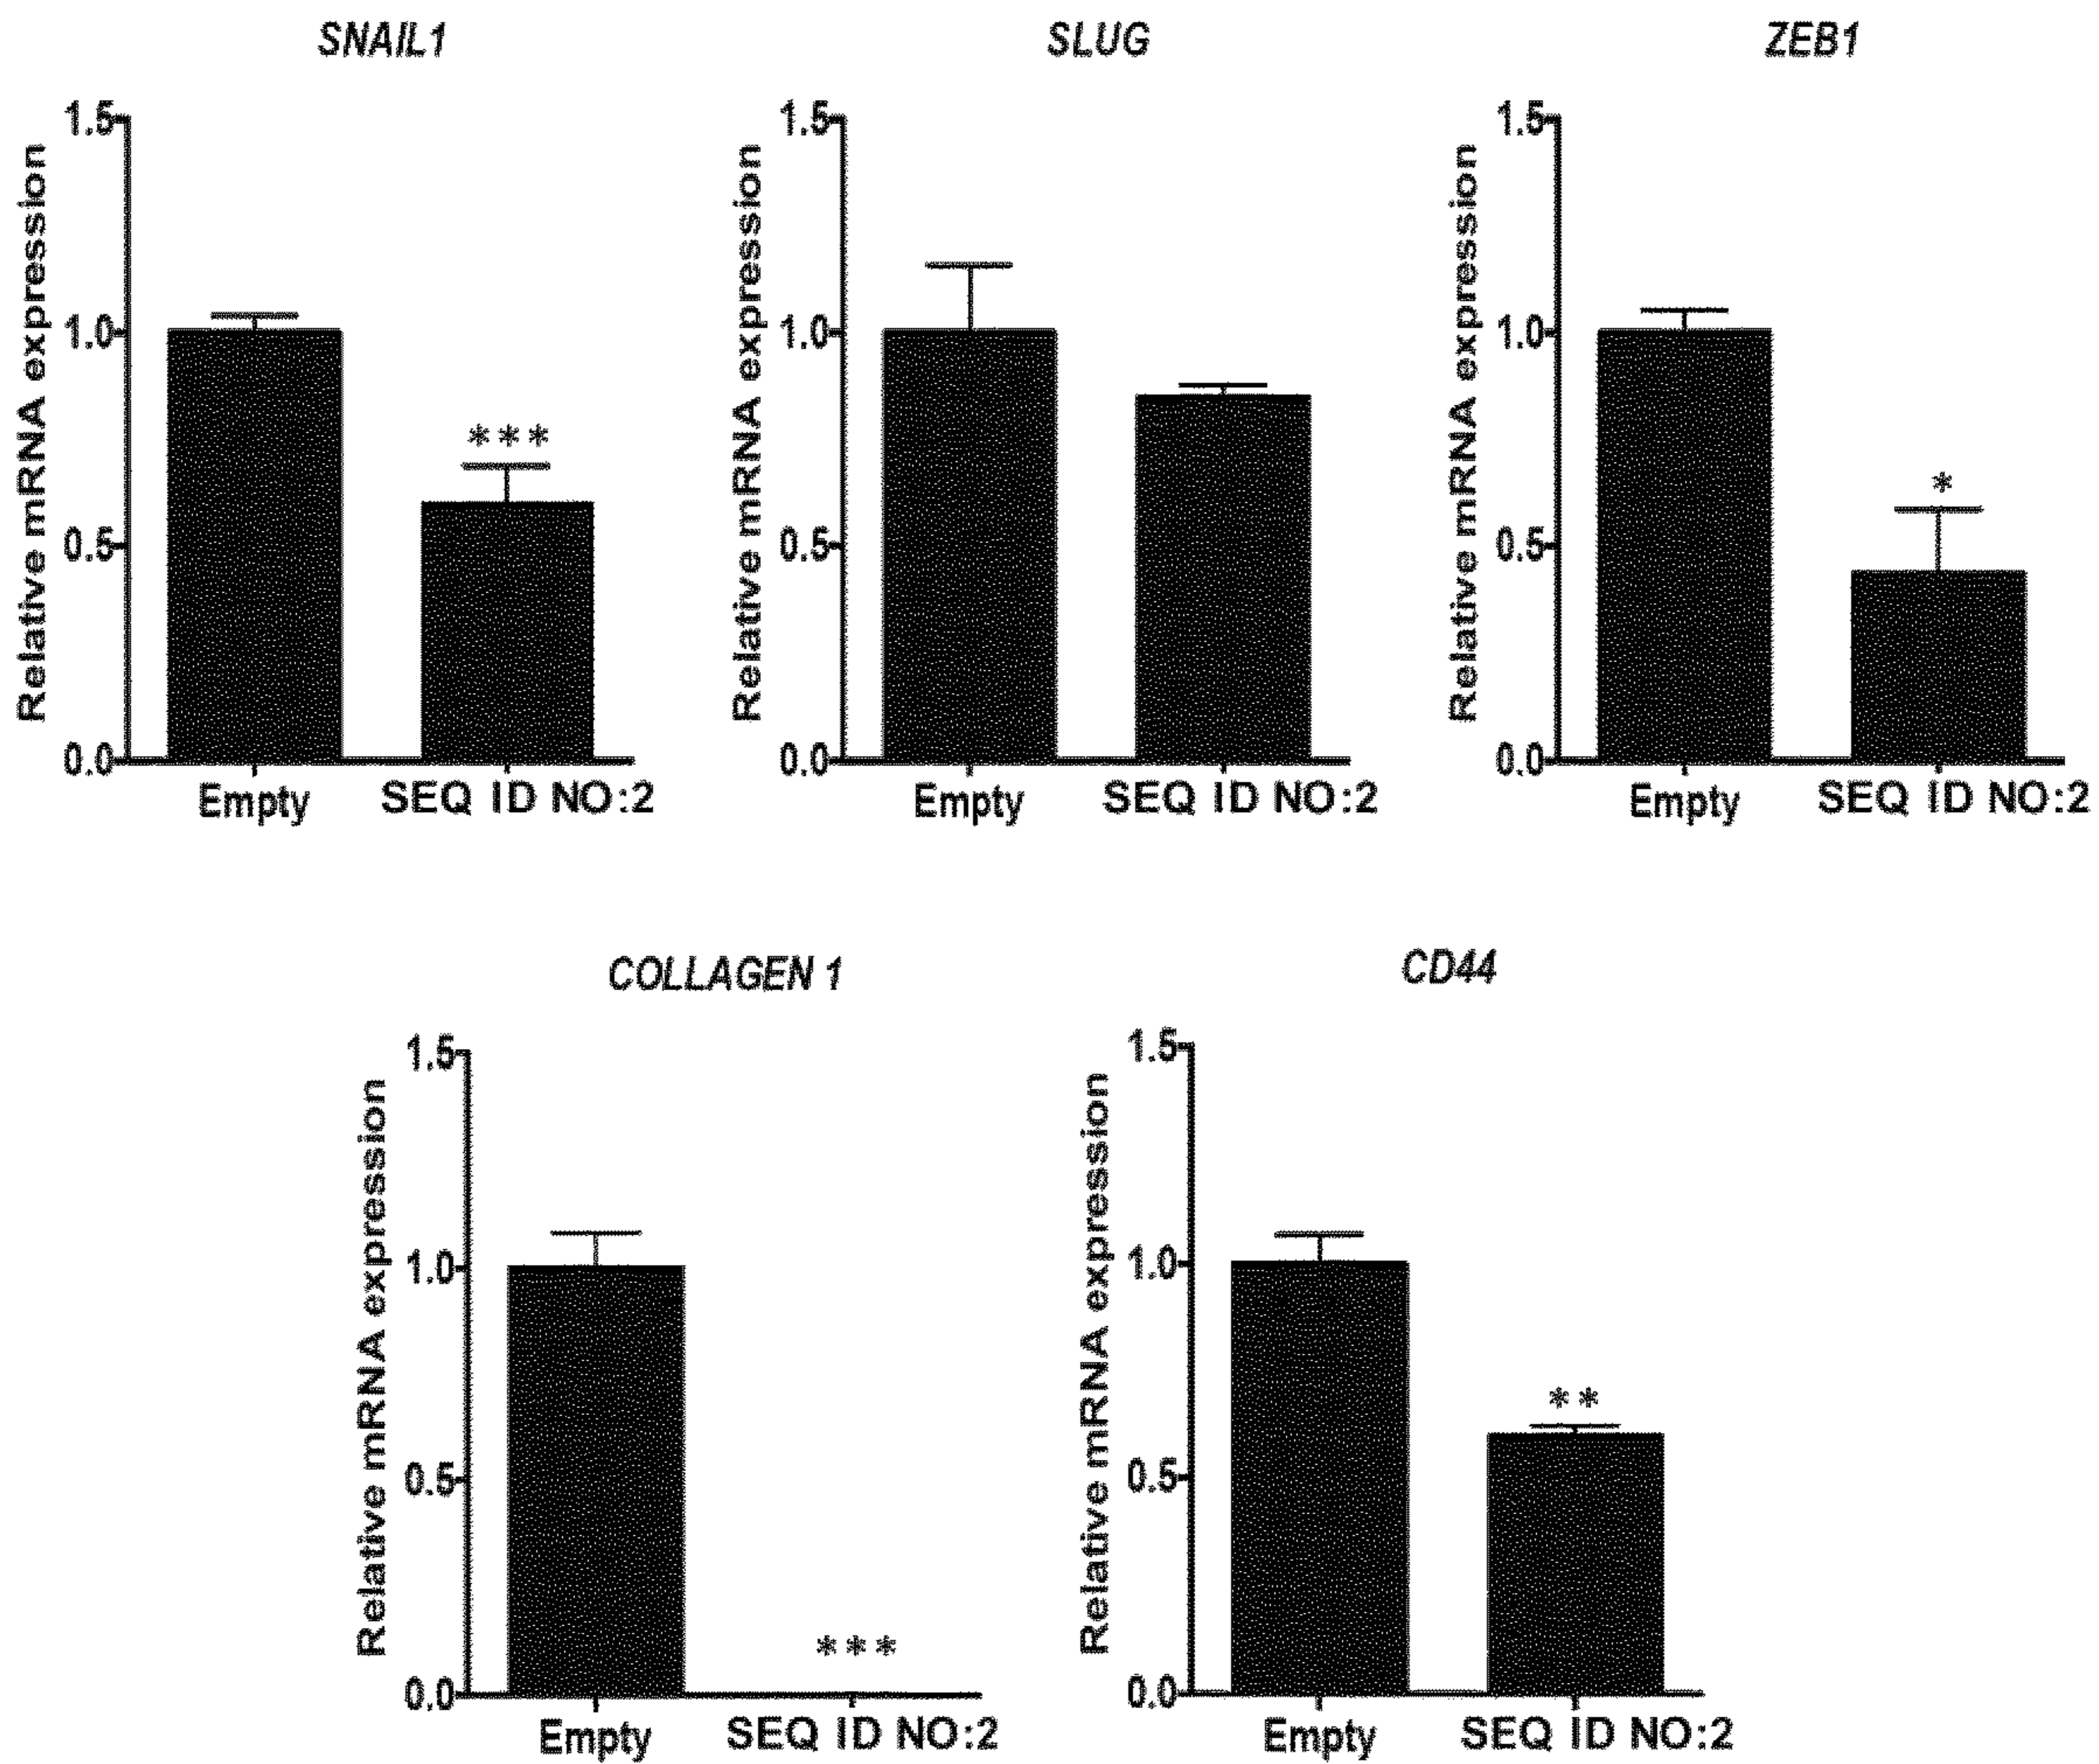 SNAIL1
Relative mRNA expression
1.5
1.0
0.5
0.0
***
Empty SEQ ID NO:2
SLUG
Relative mRNA expression
1.5
1.0
0.5
0.0
Empty SEQ ID NO:2
ZEB1
Relative mRNA expression
1.5
1.0
0.5
0.0
*
Empty SEQ ID NO:2
COLLAGEN 1
Relative mRNA expression
1.5
1.0
0.5
0.0
***
Empty SEQ ID NO:2
CD44
Relative mRNA expression
1.5
1.0
0.5
0.0
**
Empty SEQ ID NO:2